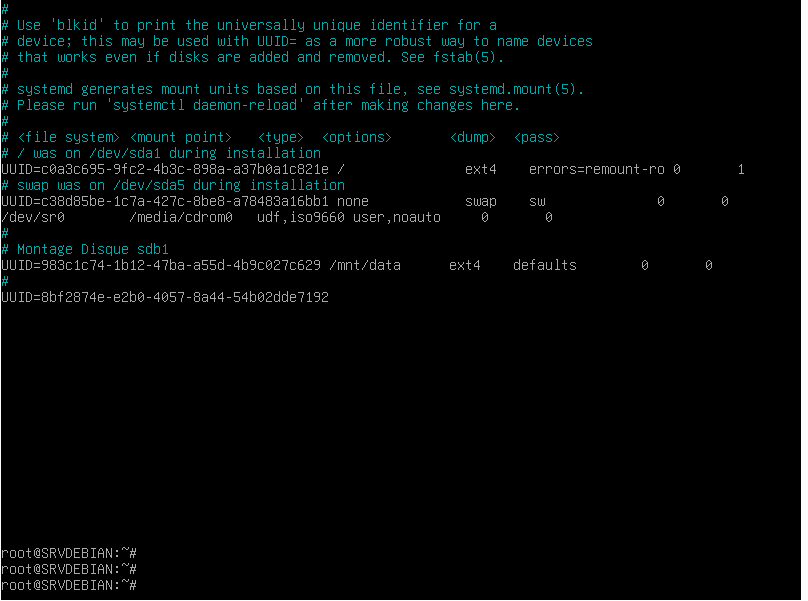 #
# Use 'blkid' to print the universally unique identifier for a
# device; this may be used with UUID= as a more robust way to name devices
# that works even if disks are added and removed. See fstab(5).
#
# systemd generates mount units based on this file, see systemd.mount(5).
# Please run 'systemctl daemon-reload' after making changes here.
#
# <file system> <mount point>   <type>  <options>       <dump>  <pass>
# / was on /dev/sda1 during installation
UUID=c0a3c695-9fc2-4b3c-898a-a37b0a1c821e /               ext4    errors=remount-ro 0       1
# swap was on /dev/sda5 during installation
UUID=c38d85be-1c7a-427c-8be8-a78483a16bb1 none            swap    sw              0       0
/dev/sr0        /media/cdrom0   udf,iso9660 user,noauto     0       0
#
# Montage Disque sdb1
UUID=983c1c74-1b12-47ba-a55d-4b9c027c629 /mnt/data      ext4    defaults        0       0
#
UUID=8bf2874e-e2b0-4057-8a44-54b02dde7192
root@SRVDEBIAN:~#
root@SRVDEBIAN:~#
root@SRVDEBIAN:~#